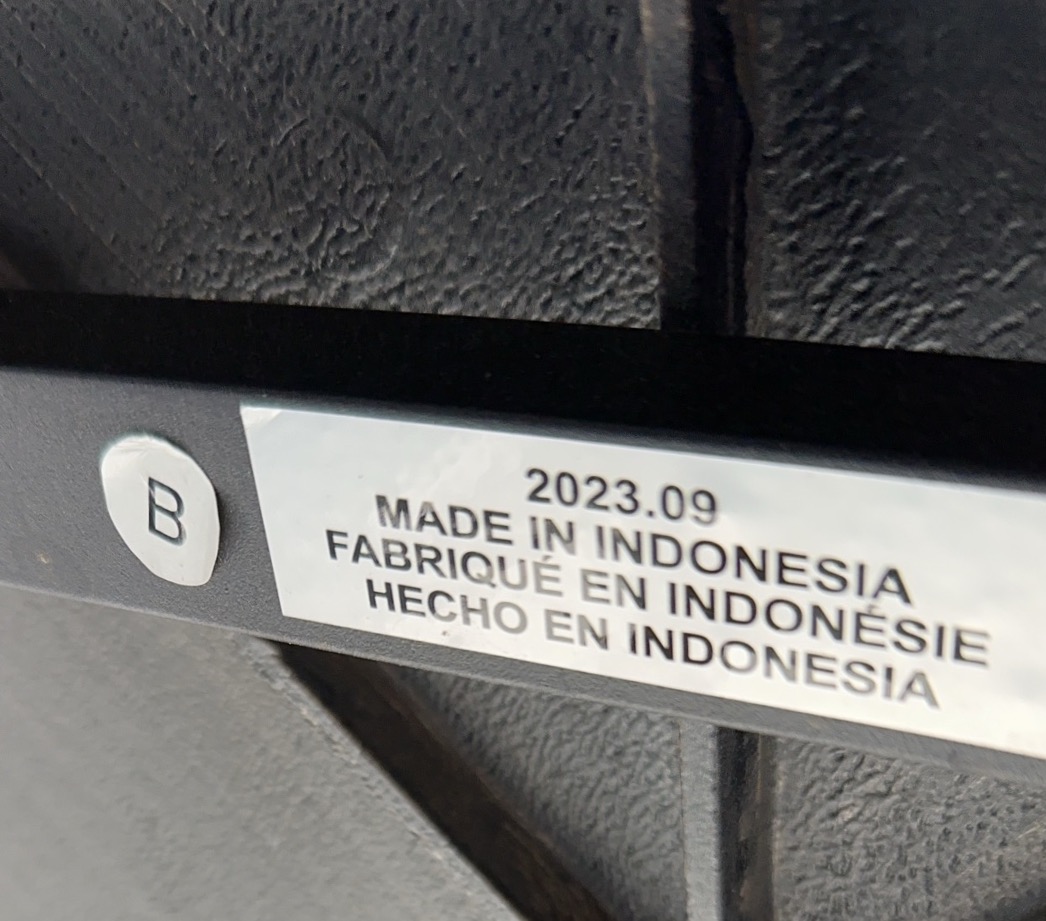 B
2023.09
MADE IN INDONESIA
FABRIQUÉ EN INDONÉSIE
HECHO EN INDONESIA